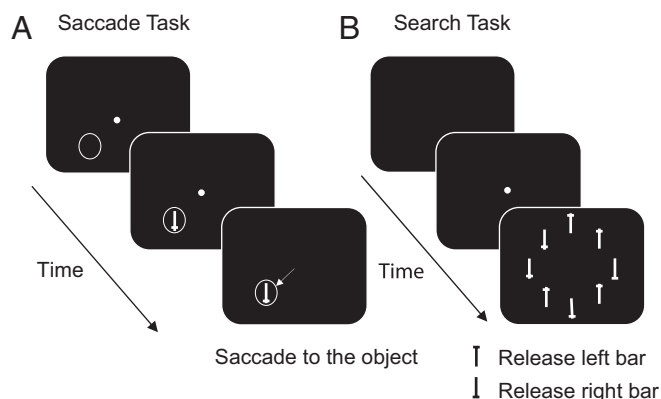 A Saccade Task
B Search Task
Time
Time
Saccade to the object
Release left bar
Release right bar